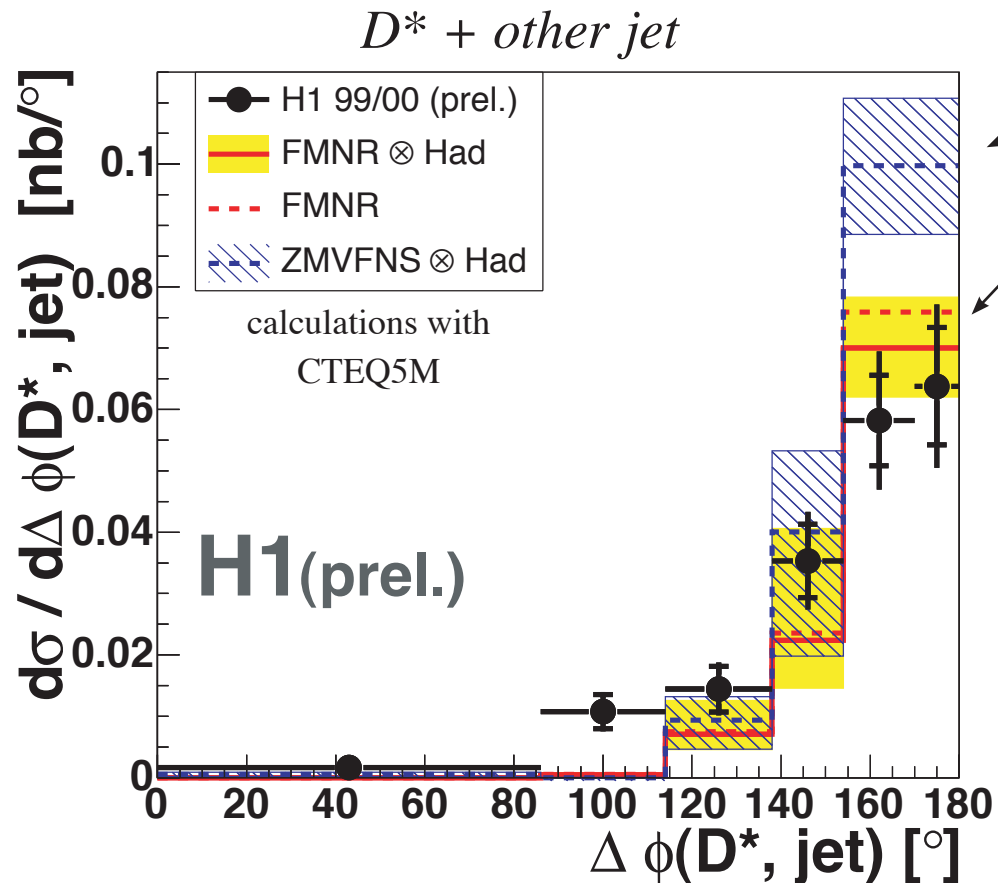 D* + other jet
dσ / dΔ ϕ(D*, jet) [nb/°]
H1 99/00 (prel.)
FMNR ⊗ Had
FMNR
ZMVFNS ⊗ Had
calculations with
CTEQ5M
H1(prel.)
0.1
0.08
0.06
0.04
0.02
0
0 20 40 60 80 100 120 140 160 180
Δ ϕ(D*, jet) [°]